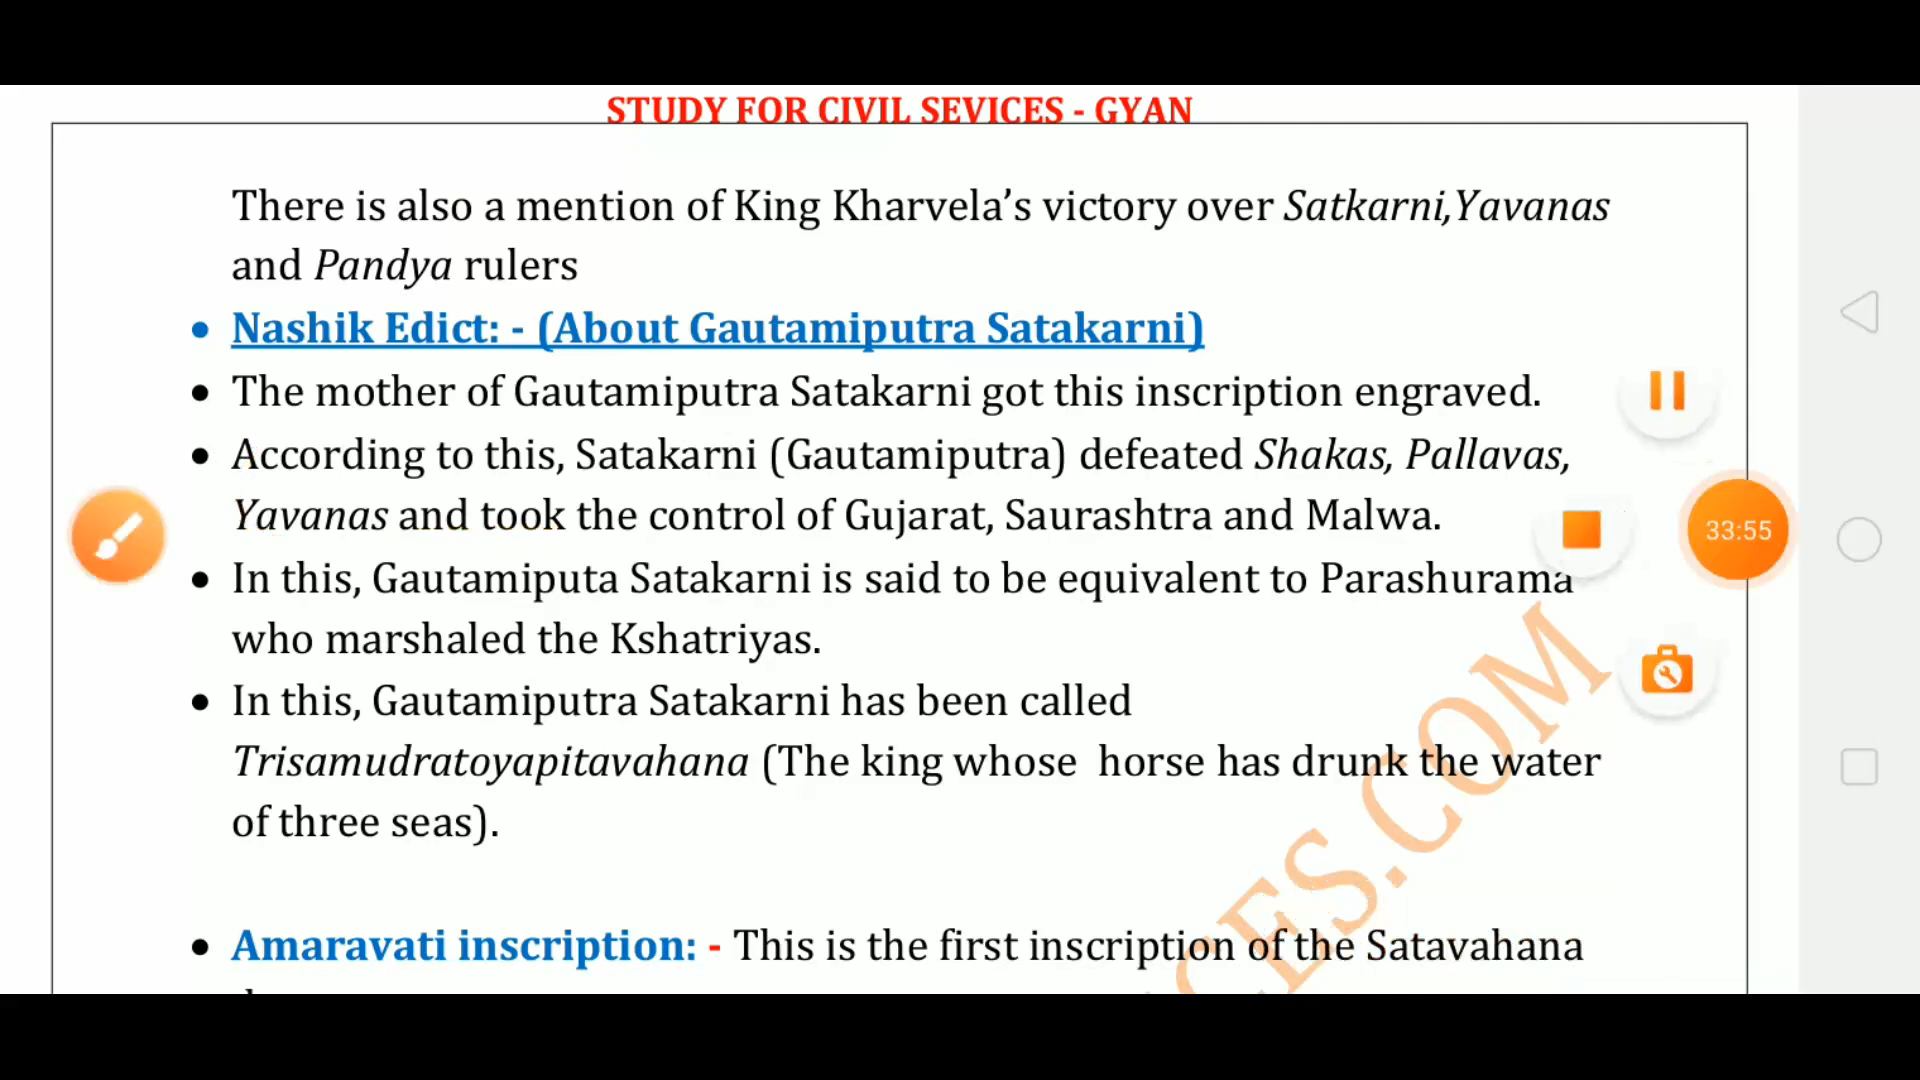 STUDY FOR CIVIL SEVICES - GYAN
There is also a mention of King Kharvela’s victory over Satkarni,Yavanas
and Pandya rulers
• Nashik Edict: - (About Gautamiputra Satakarni)
• The mother of Gautamiputra Satakarni got this inscription engraved.
• According to this, Satakarni (Gautamiputra) defeated Shakas, Pallavas,
Yavanas and took the control of Gujarat, Saurashtra and Malwa.
33:55
• In this, Gautamiputa Satakarni is said to be equivalent to Parashurama
who marshaled the Kshatriyas.
• In this, Gautamiputra Satakarni has been called
Trisamudratoyapitavahana (The king whose  horse has drunk the water
of three seas).
• Amaravati inscription: - This is the first inscription of the Satavahana
CES.COM